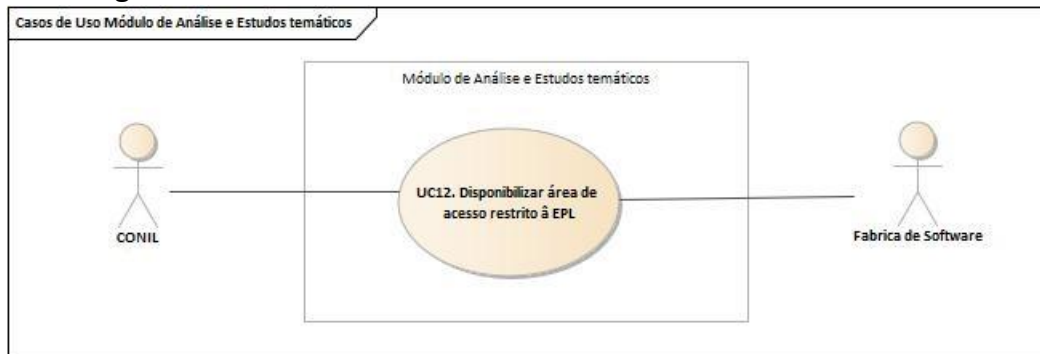 Casos de Uso Módulo de Análise e Estudos temáticos
Módulo de Análise e Estudos temáticos
UC12. Disponibilizar área de
acesso restrito â EPL
CONIL
Fabrica de Software